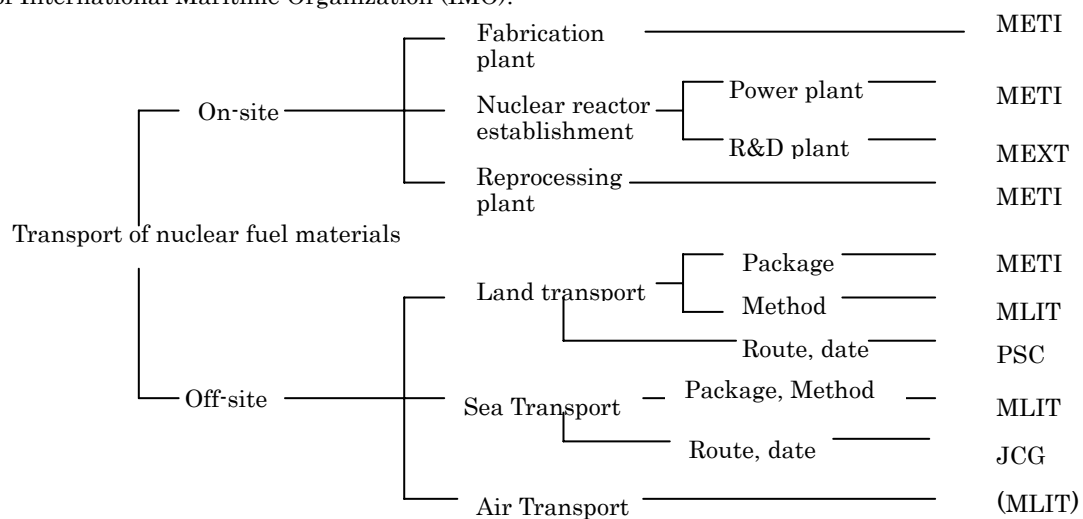 of International Maritime Organization (IMO).
Fabrication METI
plant
Power plant METI
On-site Nuclear reactor
establishment
R&D plant MEXT
Reprocessing METI
plant
Transport of nuclear fuel materials
Package METI
Land transport
Method MLIT
Route, date PSC
Off-site Sea Transport Package, Method MLIT
Route, date JCG
Air Transport (MLIT)